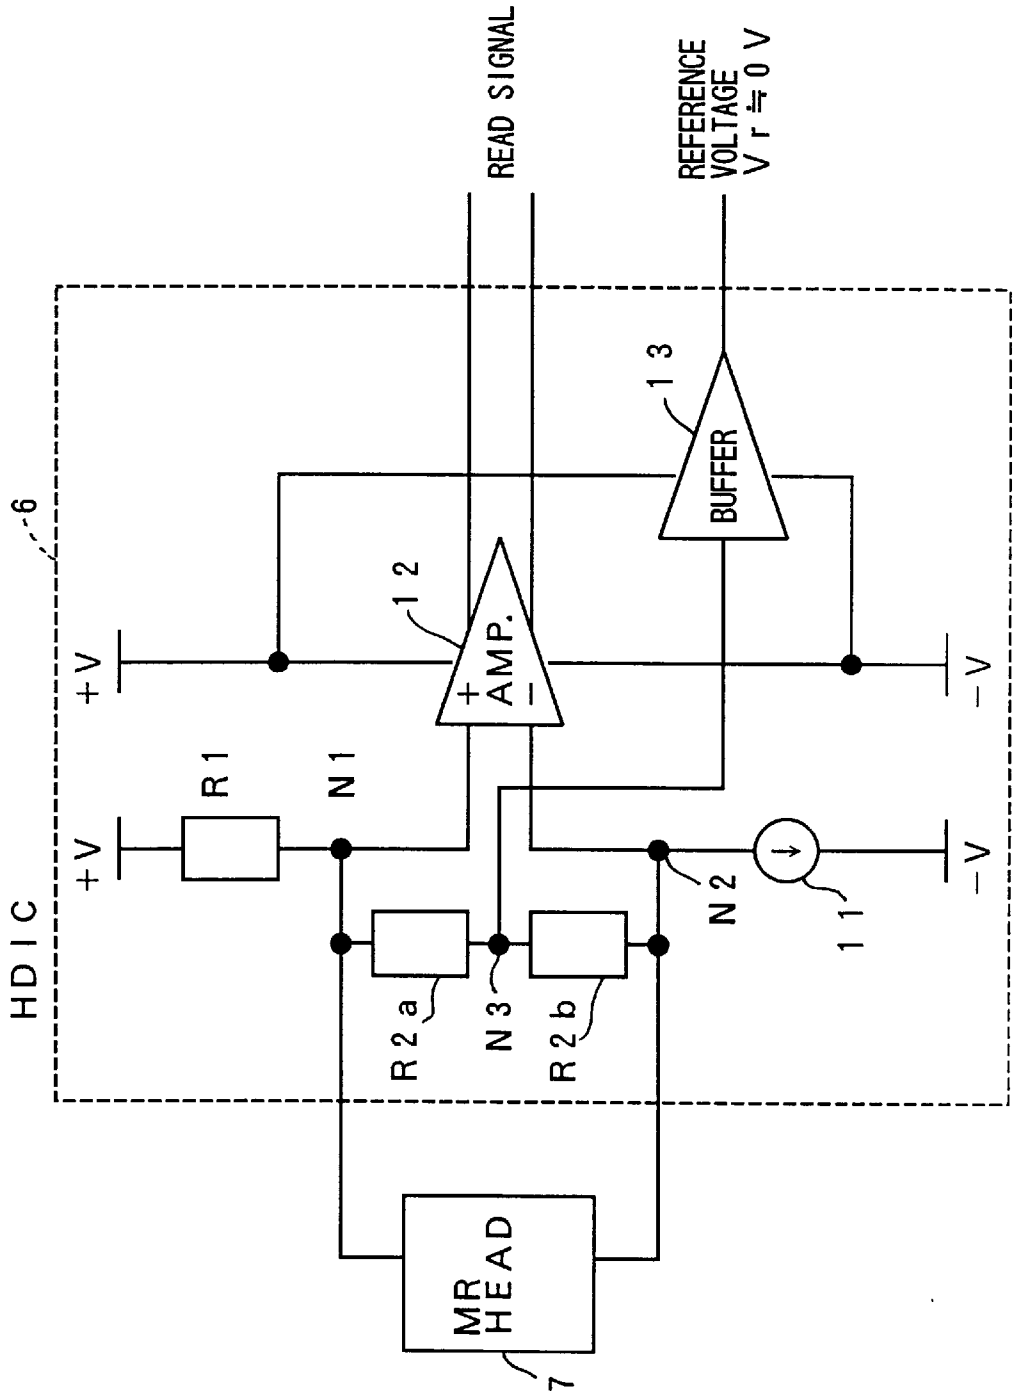 HDIC
6
+V
+V
R1
N1
12
+
AMP.
−
READ SIGNAL
R2a
N3
R2b
N2
11
−V
−V
13
BUFFER
REFERENCE
VOLTAGE
Vr≒0V
MR
HEAD
7